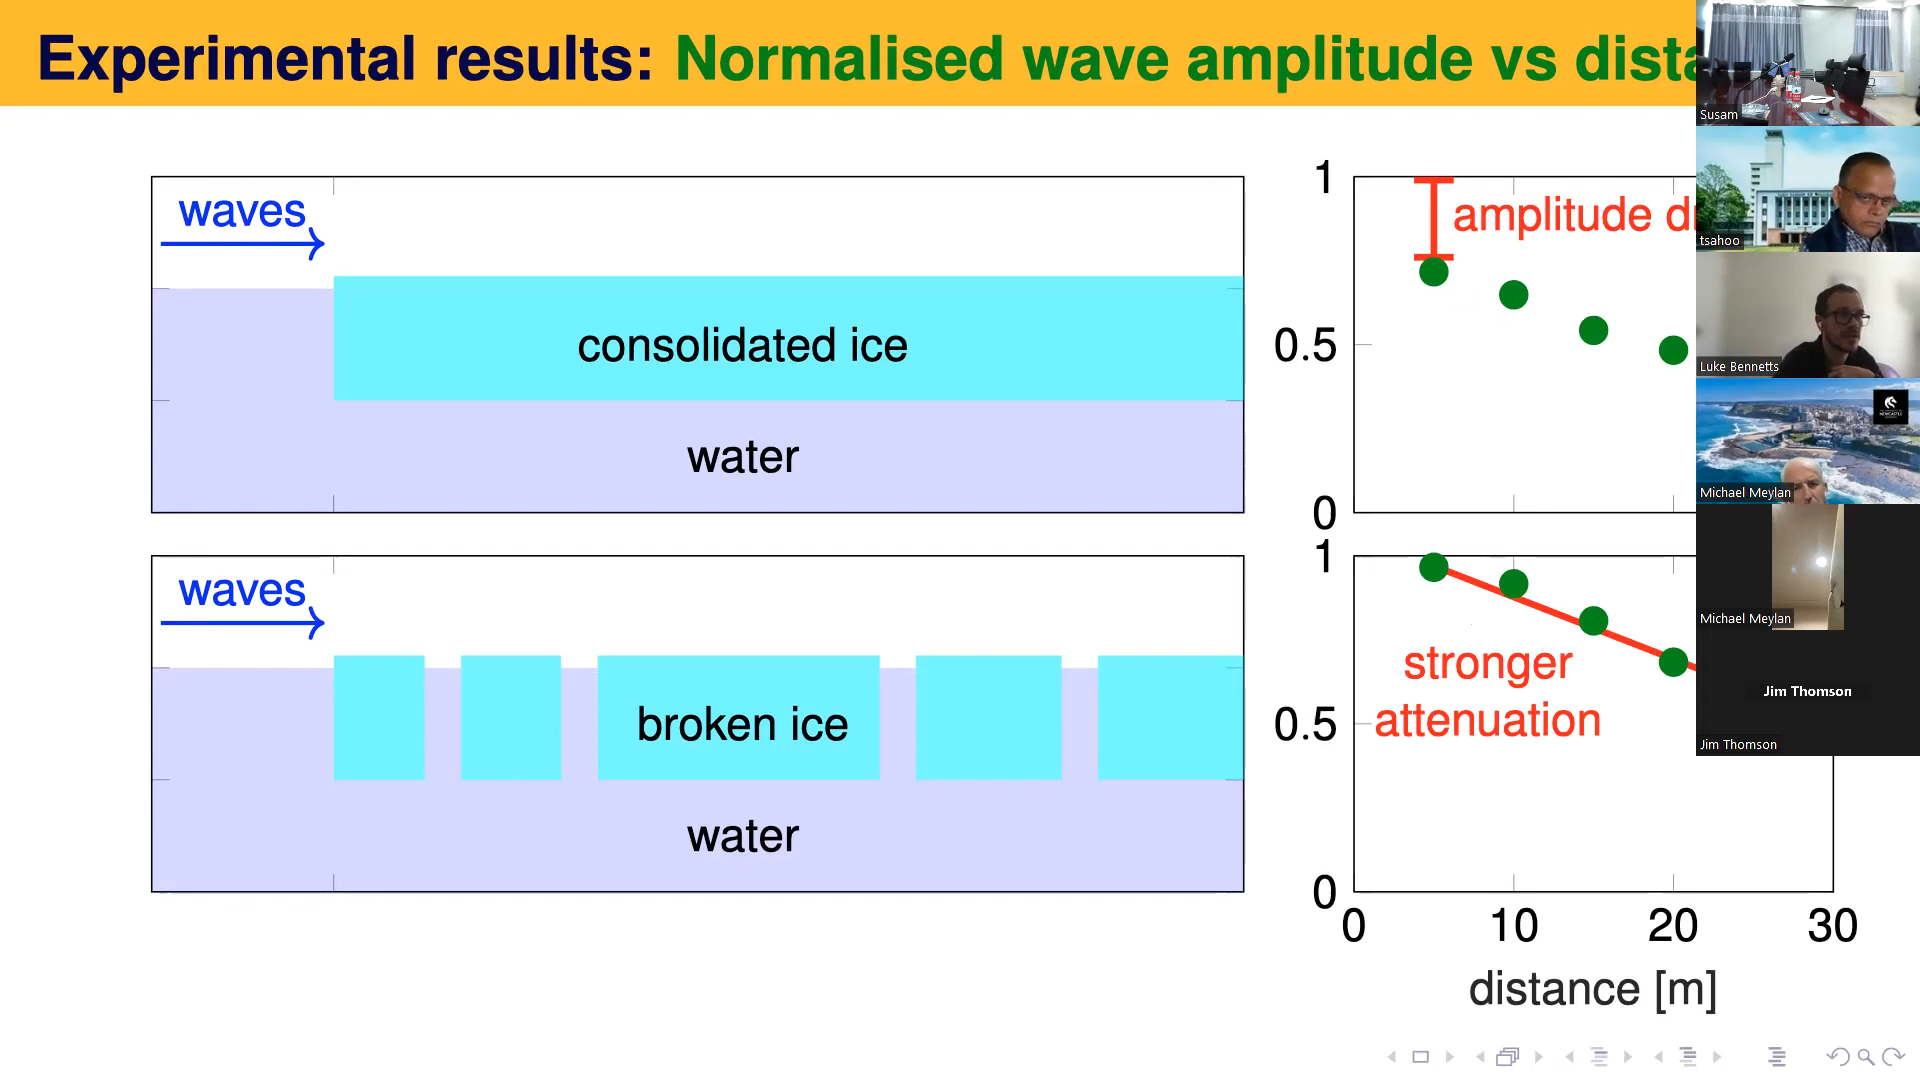 Experimental results: Normalised wave amplitude vs dista
waves
consolidated ice
water
1
0.5
0
amplitude d
waves
broken ice
water
1
0.5
0
stronger
attenuation
0 10 20 30
distance [m]
Susam
tsahoo
Luke Bennetts
Michael Meylan
Michael Meylan
Jim Thomson
Jim Thomson